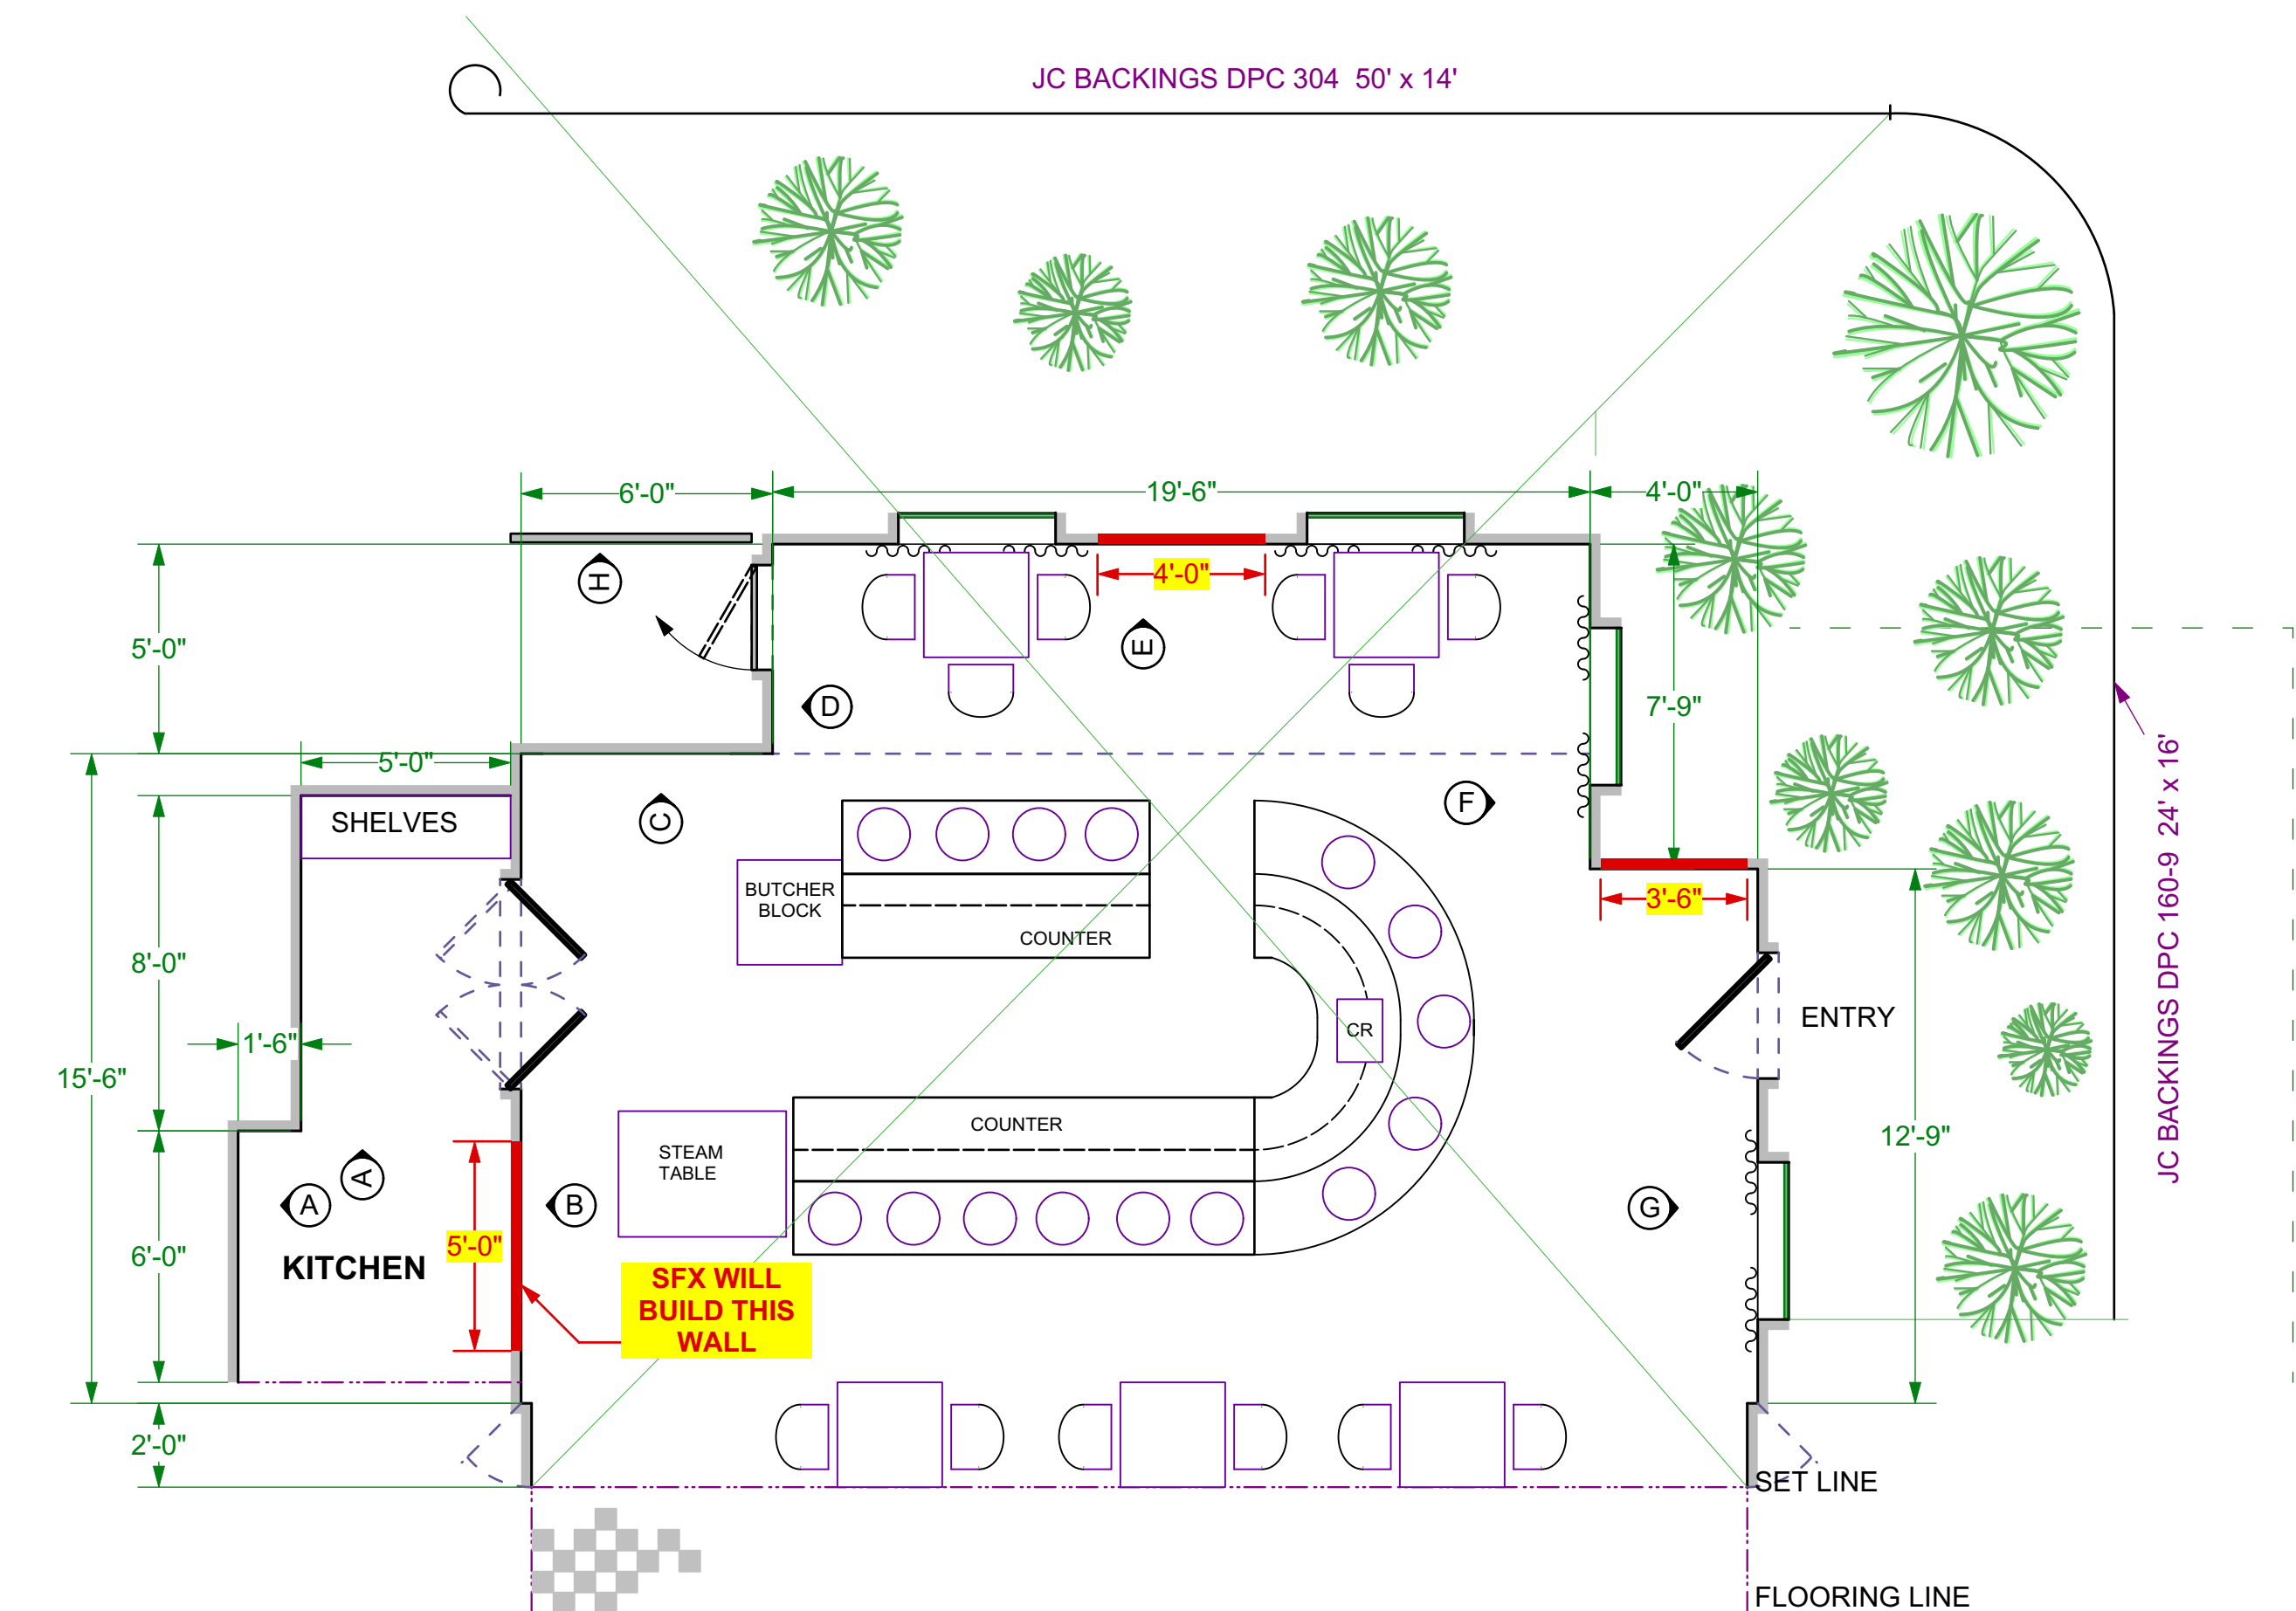 JC BACKINGS DPC 304  50' x 14'
6'-0"
19'-6"
4'-0"
H
4'-0"
5'-0"
E
D
7'-9"
5'-0"
SHELVES
C
F
BUTCHER
BLOCK
COUNTER
3'-6"
8'-0"
1'-6"
15'-6"
CR
ENTRY
JC BACKINGS DPC 160-9  24' x 16'
COUNTER
12'-9"
STEAM
TABLE
A
A
B
G
6'-0"
5'-0"
KITCHEN
SFX WILL
BUILD THIS
WALL
2'-0"
SET LINE
FLOORING LINE